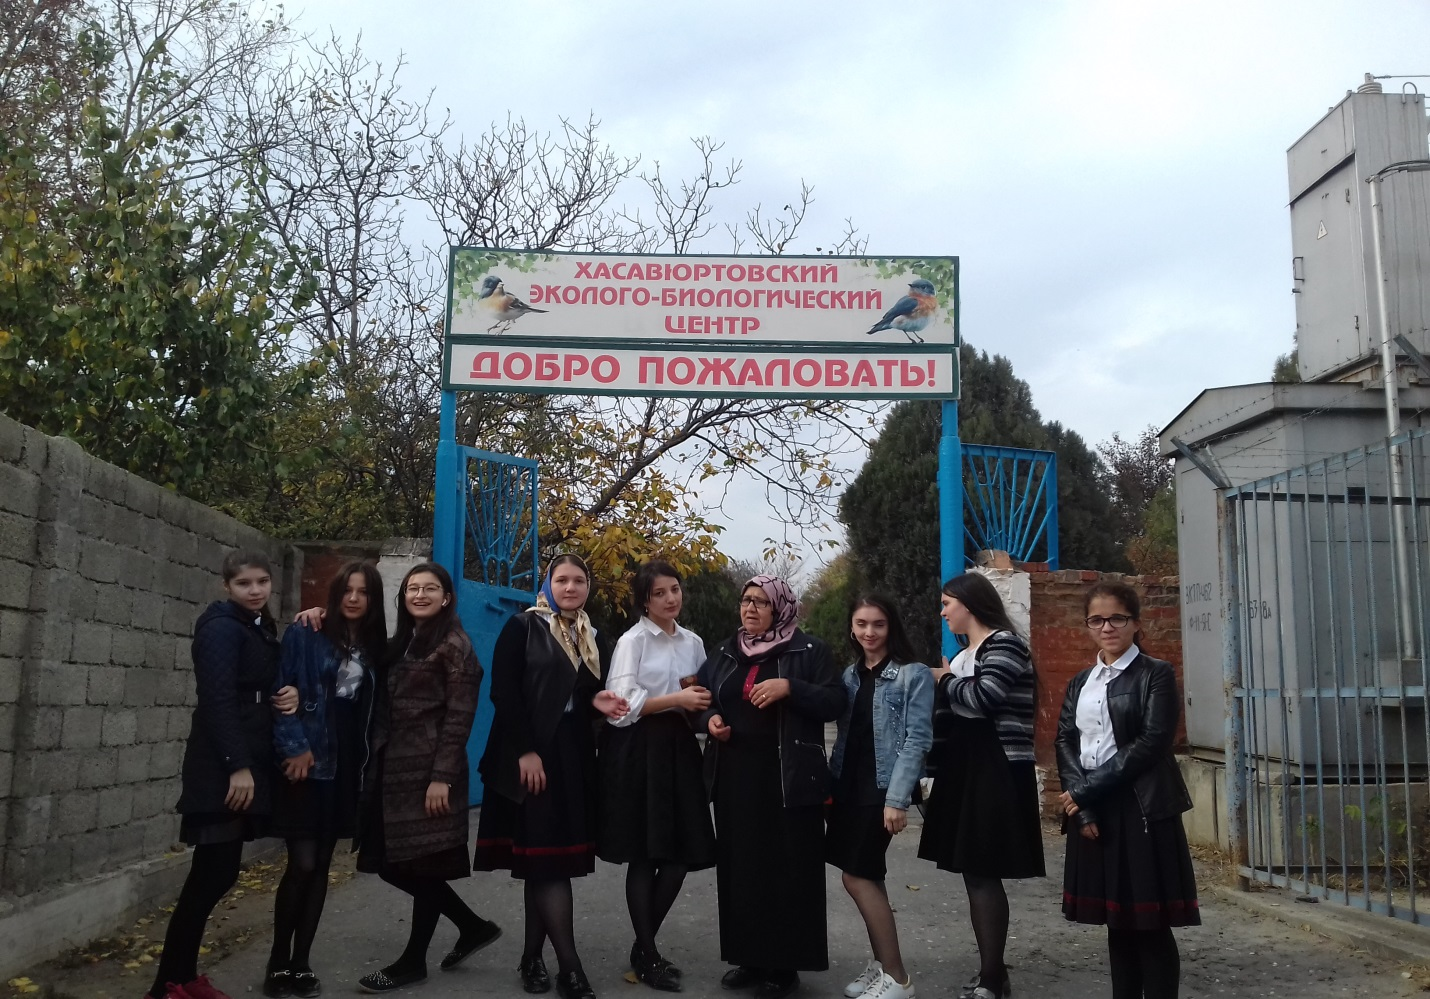 ХАСАВЮРТОВСКИЙ
ЭКОЛОГО-БИОЛОГИЧЕСКИЙ
ЦЕНТР
ДОБРО ПОЖАЛОВАТЬ!